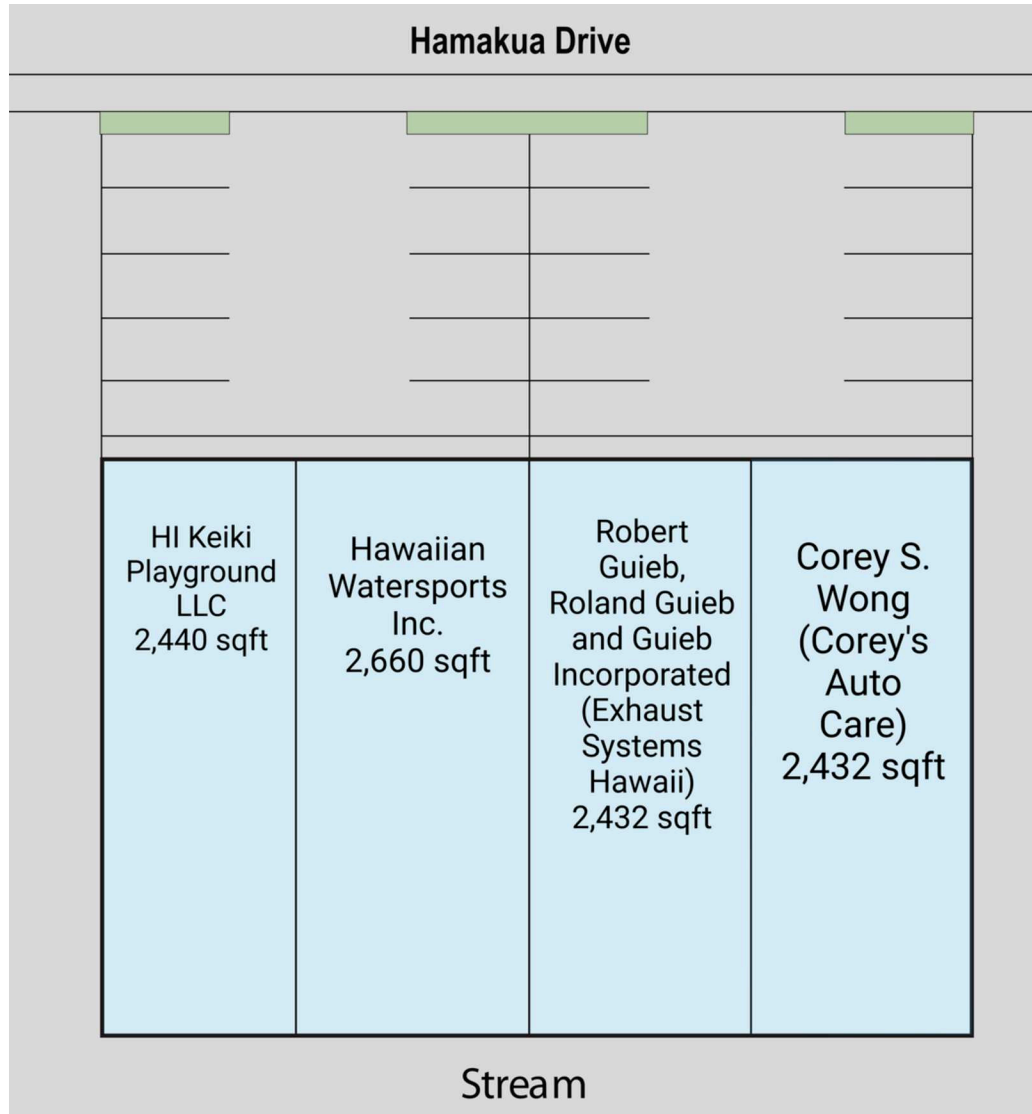 Hamakua Drive
HI Keiki
Playground
LLC
2,440 sqft
Hawaiian
Watersports
Inc.
2,660 sqft
Robert
Guieb,
Roland Guieb
and Guieb
Incorporated
(Exhaust
Systems
Hawaii)
2,432 sqft
Corey S.
Wong
(Corey's
Auto
Care)
2,432 sqft
Stream